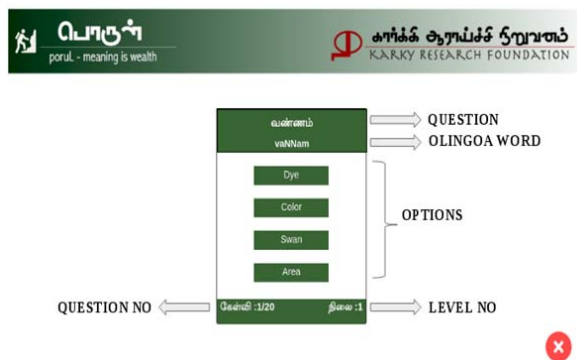 பொருள்
porul - meaning is wealth
கார்க்கி ஆராய்ச்சி நிறுவனம்
KARKY RESEARCH FOUNDATION
வண்ணம்
QUESTION
vaNNam
OLINGOA WORD
Dye
Color
OPTIONS
Swan
Area
QUESTION NO
கேள்வி :1/20
நிலை :1
LEVEL NO